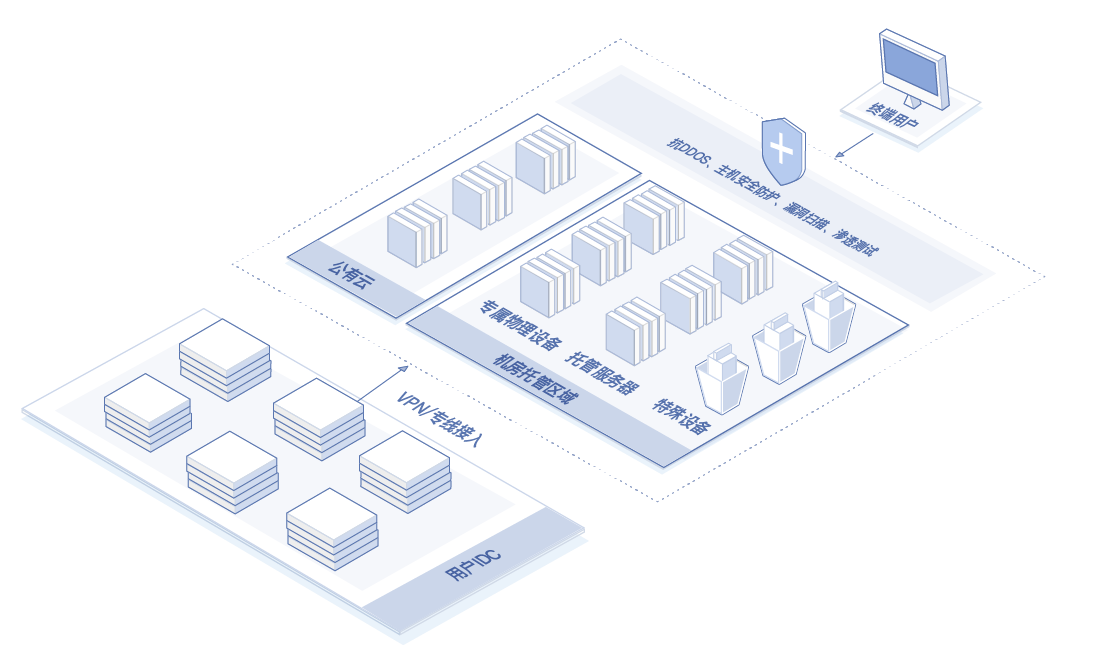 终端用户
抗DDOS、主机安全防护、漏洞扫描、渗透测试
公有云
专属物理设备
托管服务器
特殊设备
机房托管区域
VPN/专线接入
用户IDC